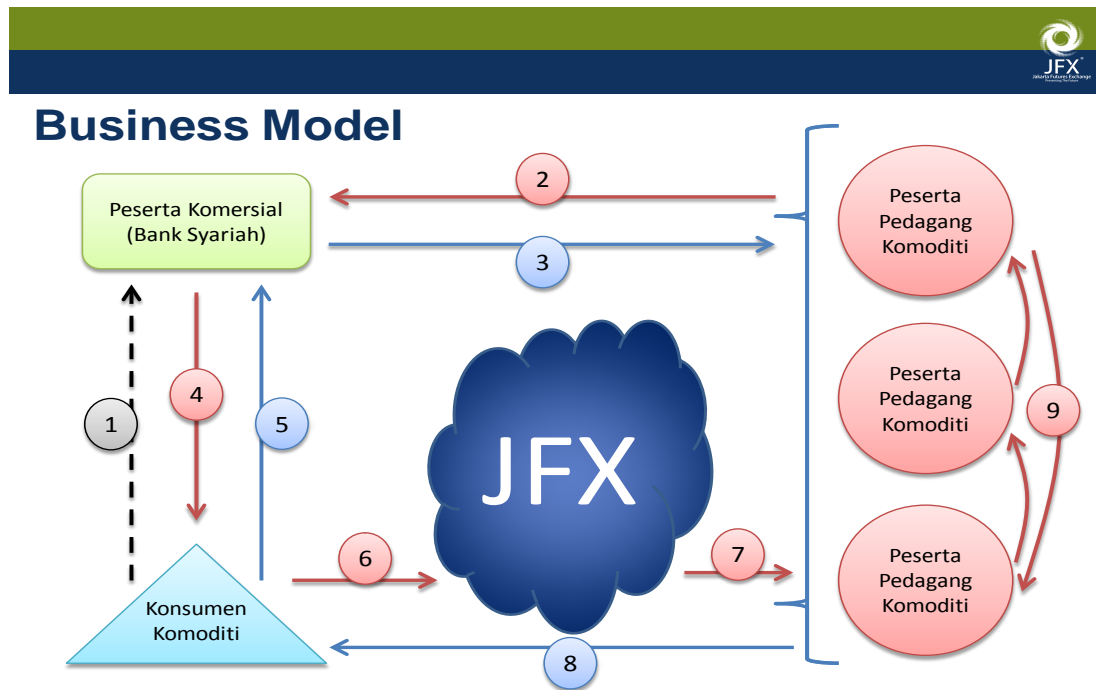 JFX
Jakarta Futures Exchange
Business Model
Peserta Komersial
(Bank Syariah)
2
3
Peserta
Pedagang
Komoditi
1
4
5
JFX
Peserta
Pedagang
Komoditi
9
6
7
Peserta
Pedagang
Komoditi
Konsumen
Komoditi
8